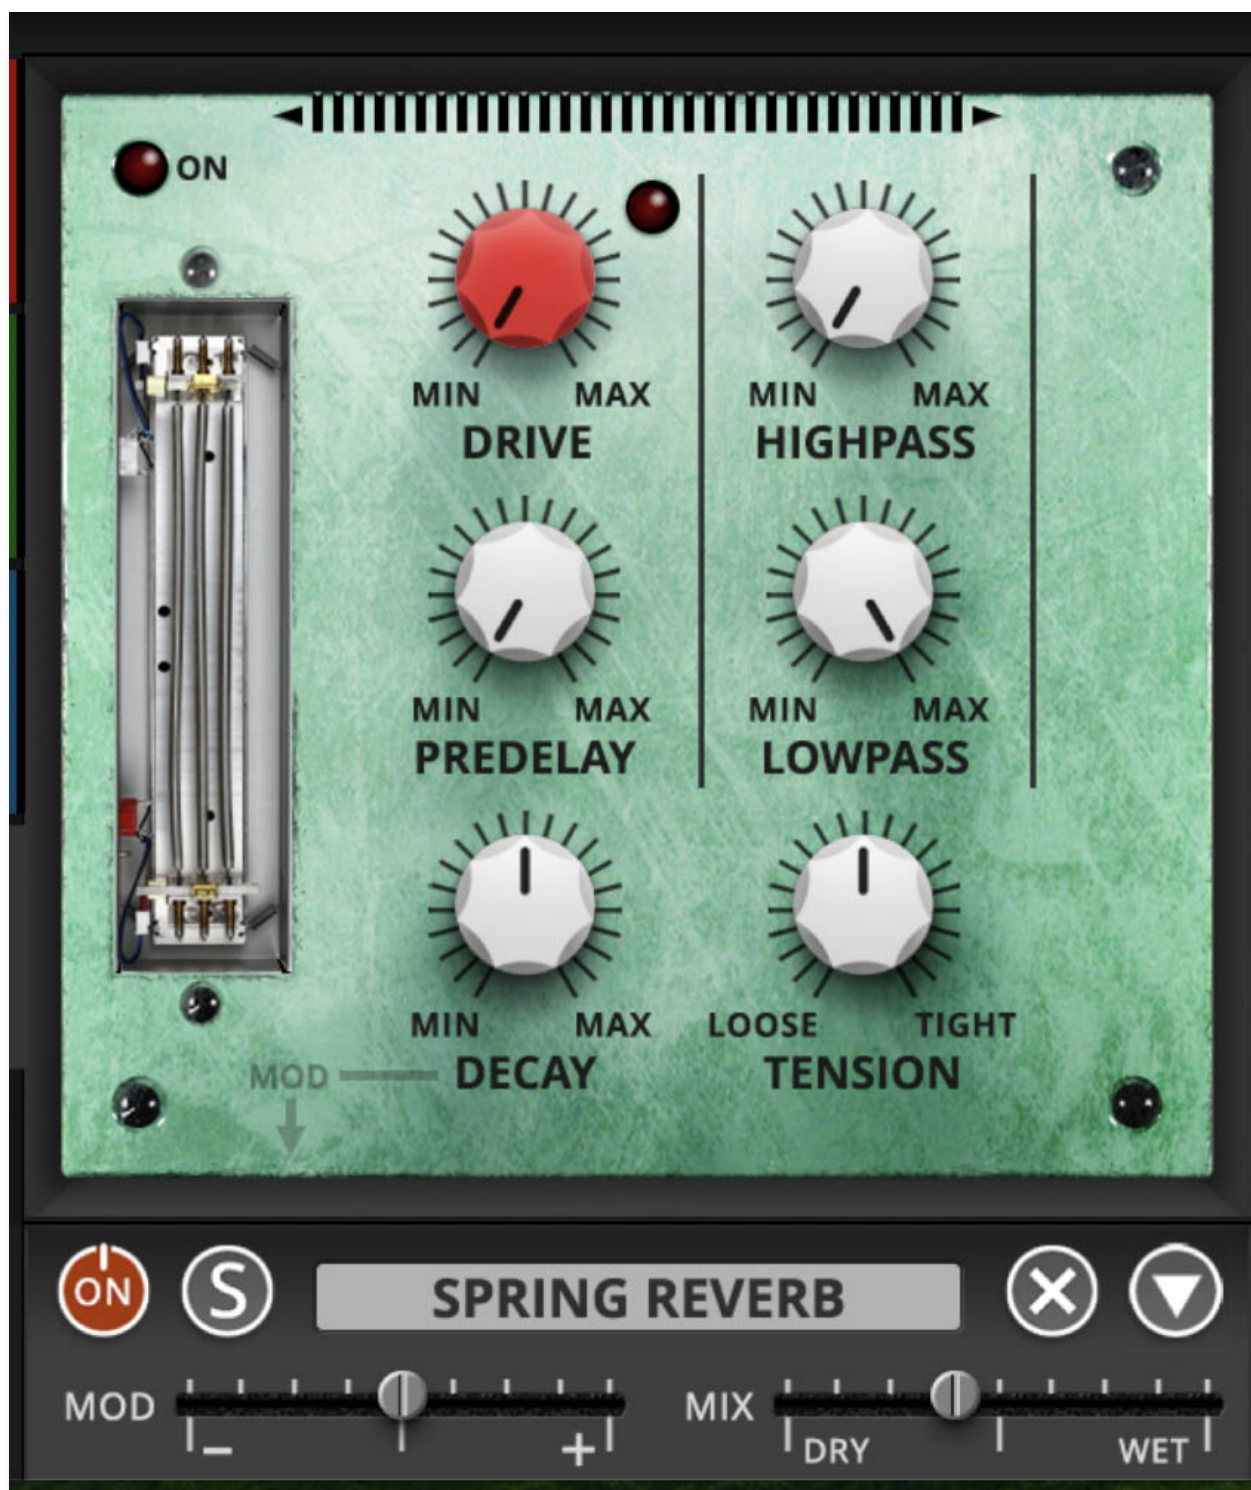 ON
MIN MAX
DRIVE
MIN MAX
HIGHPASS
MIN MAX
PREDELAY
MIN MAX
LOWPASS
MIN MAX
DECAY
LOOSE TIGHT
TENSION
MOD
ON
S
SPRING REVERB
MOD
− +
MIX
DRY WET